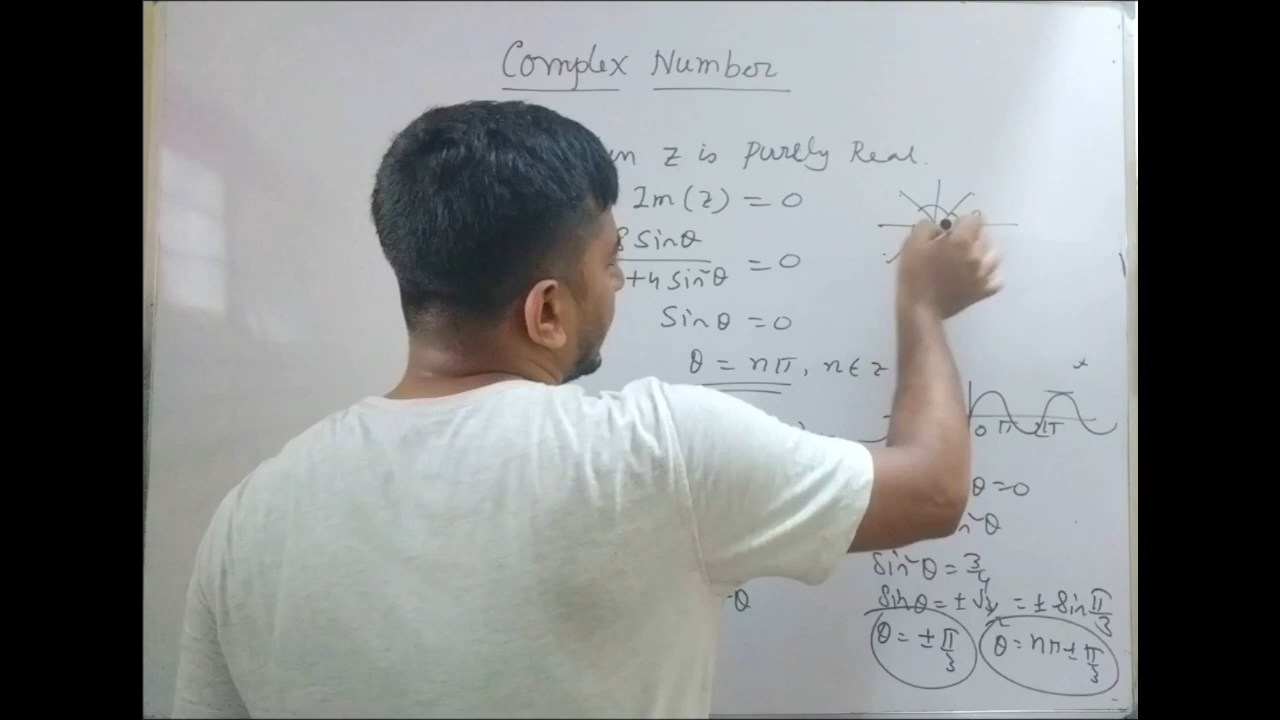 Complex Number
z is purely Real.
Im(z) = 0
8 Sinθ / +4 Sin²θ = 0
Sinθ = 0
θ = nπ, n ∈ z
0 π 2π
θ = 0
θ
Sin²θ = 3/4
Sinθ = ± √3/2 = ± Sin π/3
θ = ± π/3
θ = nπ ± π/3